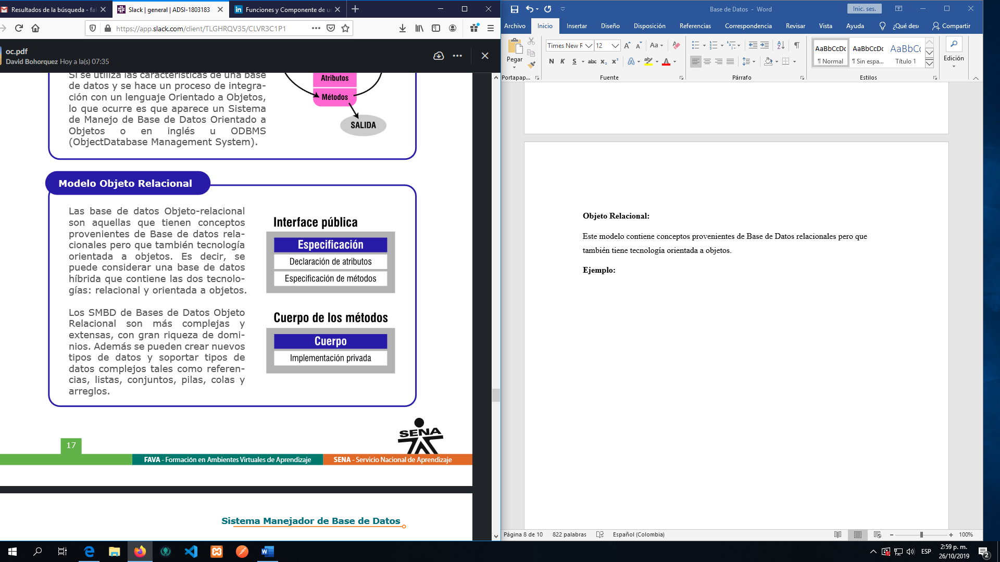 Resultados de la búsqueda - fa
Slack | general | ADSI-1803183
Funciones y Componente de u
https://app.slack.com/client/TLGHRQV35/CLVR3C1P1
oc.pdf
David Bohorquez Hoy a la(s) 07:35
Si se utiliza las características de una base
de datos y se hace un proceso de integra-
ción con un lenguaje Orientado a Objetos,
lo que ocurre es que aparece un Sistema
de Manejo de Base de Datos Orientado a
Objetos o en inglés u ODBMS
(ObjectDatabase Management System).
Atributos
Métodos
SALIDA
Modelo Objeto Relacional
Las base de datos Objeto-relacional
son aquellas que tienen conceptos
provenientes de Base de datos rela-
cionales pero que también tecnología
orientada a objetos. Es decir, se
puede considerar una base de datos
híbrida que contiene las dos tecnolo-
gías: relacional y orientada a objetos.
Los SMBD de Bases de Datos Objeto
Relacional son más complejas y
extensas, con gran riqueza de domi-
nios. Además se pueden crear nuevos
tipos de datos y soportar tipos de
datos complejos tales como referen-
cias, listas, conjuntos, pilas, colas y
arreglos.
Interface pública
Especificación
Declaración de atributos
Especificación de métodos
Cuerpo de los métodos
Cuerpo
Implementación privada
SENA
17
FAVA - Formación en Ambientes Virtuales de Aprendizaje
SENA - Servicio Nacional de Aprendizaje
Sistema Manejador de Base de Datos
Base de Datos - Word
Inic. ses.
Archivo Inicio Insertar Diseño Disposición Referencias Correspondencia Revisar Vista Ayuda ¿Qué des Compartir
Pegar
Times New R 12
Aa
N K S abc x₂ x² A A
AaBbCcDc AaBbCcDc AaBbCc
¶ Normal ¶ Sin espa... Título 1
Edición
Portapap... Fuente Párrafo Estilos
Objeto Relacional:
Este modelo contiene conceptos provenientes de Base de Datos relacionales pero que
también tiene tecnología orientada a objetos.
Ejemplo:
Página 8 de 10 822 palabras Español (Colombia) 100%
ESP
2:59 p. m.
26/10/2019
2